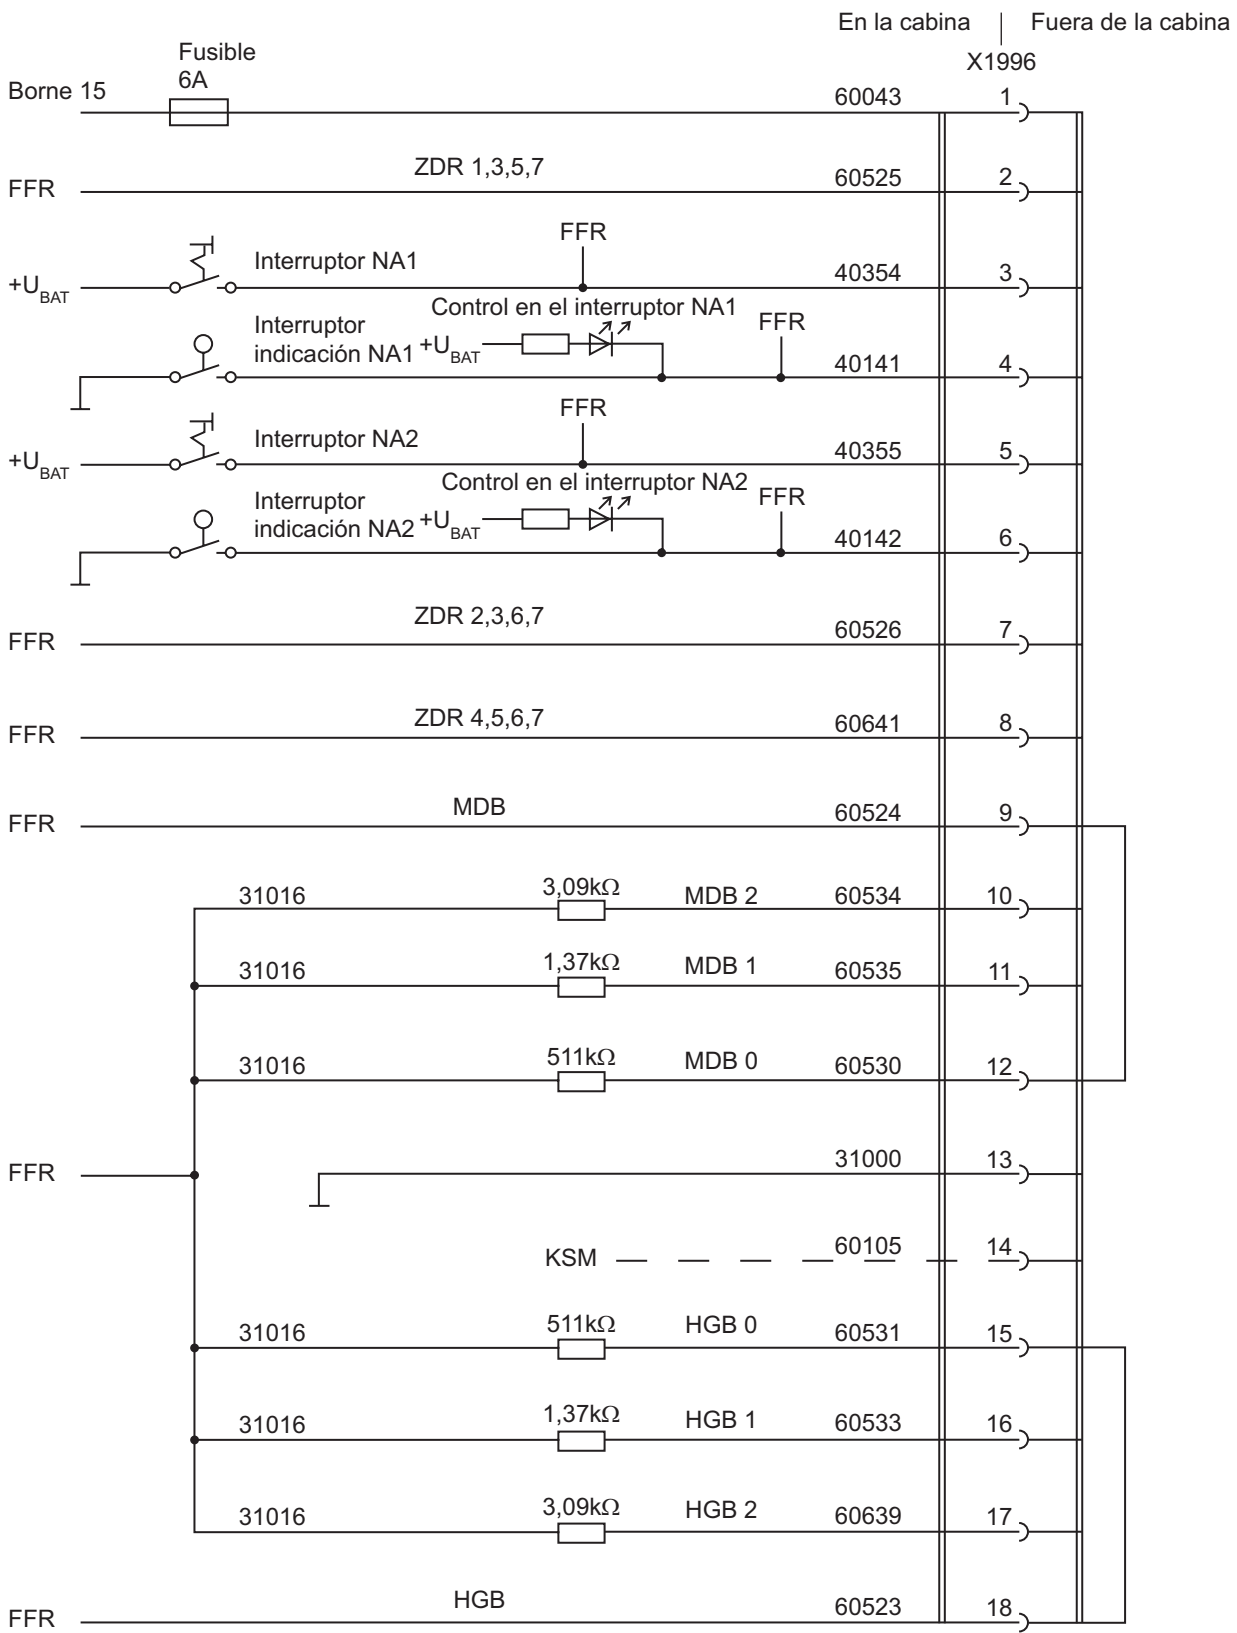 En la cabina | Fuera de la cabina
X1996
Fusible
6A
Borne 15 60043 1
ZDR 1,3,5,7
FFR 60525 2
FFR
Interruptor NA1
+UBAT 40354 3
Control en el interruptor NA1
Interruptor
indicación NA1 +UBAT FFR
40141 4
FFR
Interruptor NA2
+UBAT 40355 5
Control en el interruptor NA2
Interruptor
indicación NA2 +UBAT FFR
40142 6
ZDR 2,3,6,7
FFR 60526 7
ZDR 4,5,6,7
FFR 60641 8
MDB
FFR 60524 9
31016 3,09kΩ MDB 2 60534 10
31016 1,37kΩ MDB 1 60535 11
31016 511kΩ MDB 0 60530 12
FFR 31000 13
KSM 60105 14
31016 511kΩ HGB 0 60531 15
31016 1,37kΩ HGB 1 60533 16
31016 3,09kΩ HGB 2 60639 17
HGB
FFR 60523 18